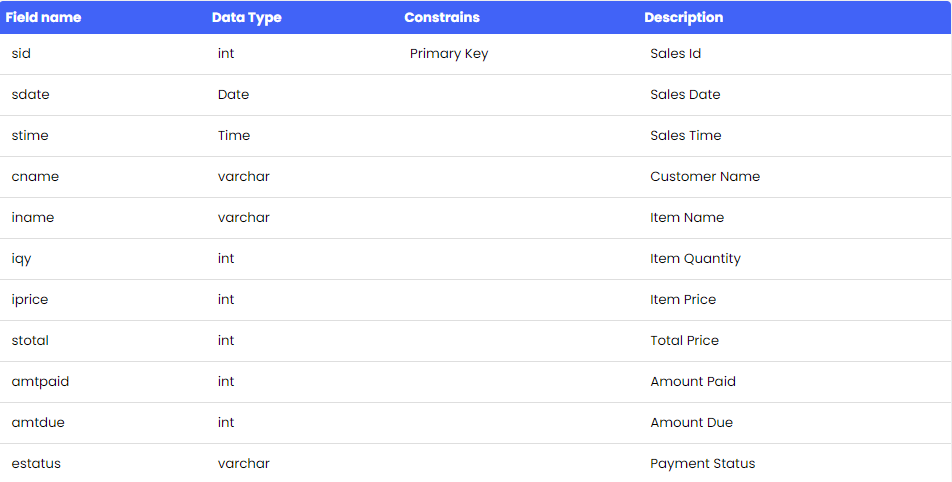 Field name Data Type Constrains Description
sid int Primary Key Sales Id
sdate Date Sales Date
stime Time Sales Time
cname varchar Customer Name
iname varchar Item Name
iqy int Item Quantity
iprice int Item Price
stotal int Total Price
amtpaid int Amount Paid
amtdue int Amount Due
estatus varchar Payment Status